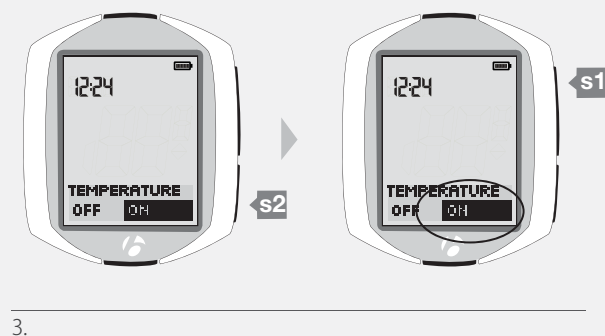 12:24
TEMPERATURE
OFF ON
s2
12:24
TEMPERATURE
OFF ON
s1
3.